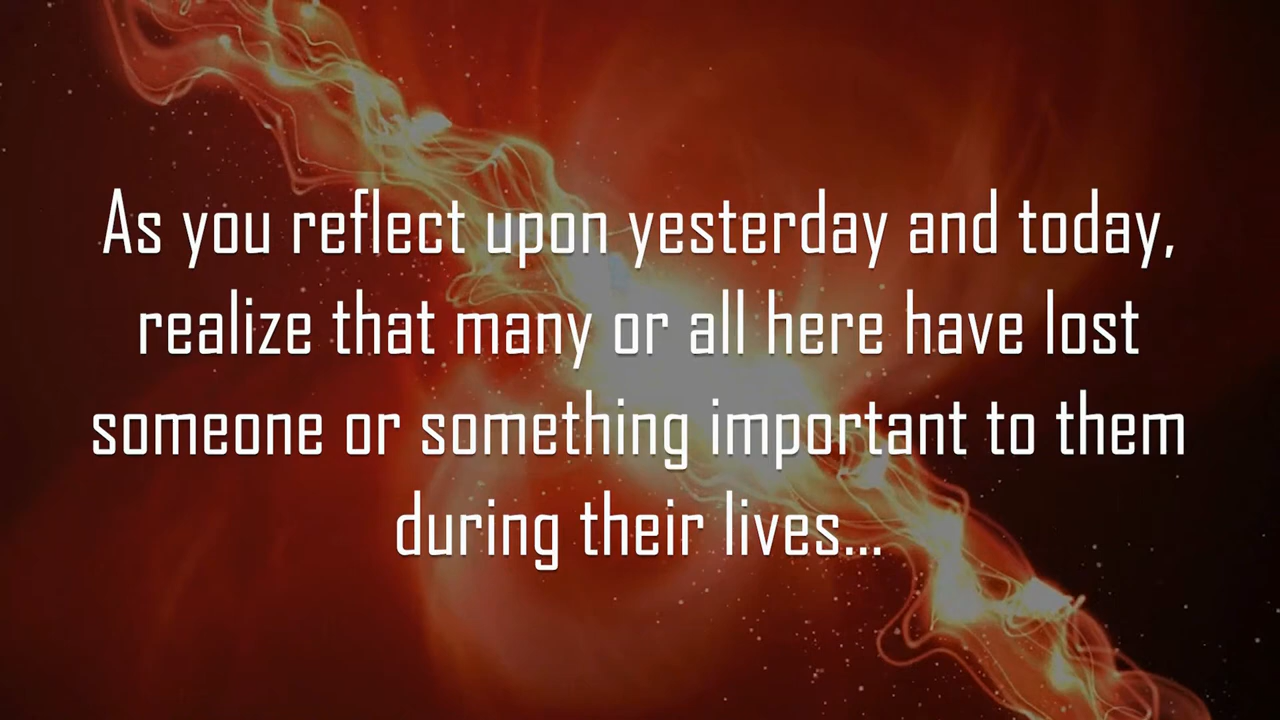 As you reflect upon yesterday and today,
realize that many or all here have lost
someone or something important to them
during their lives...